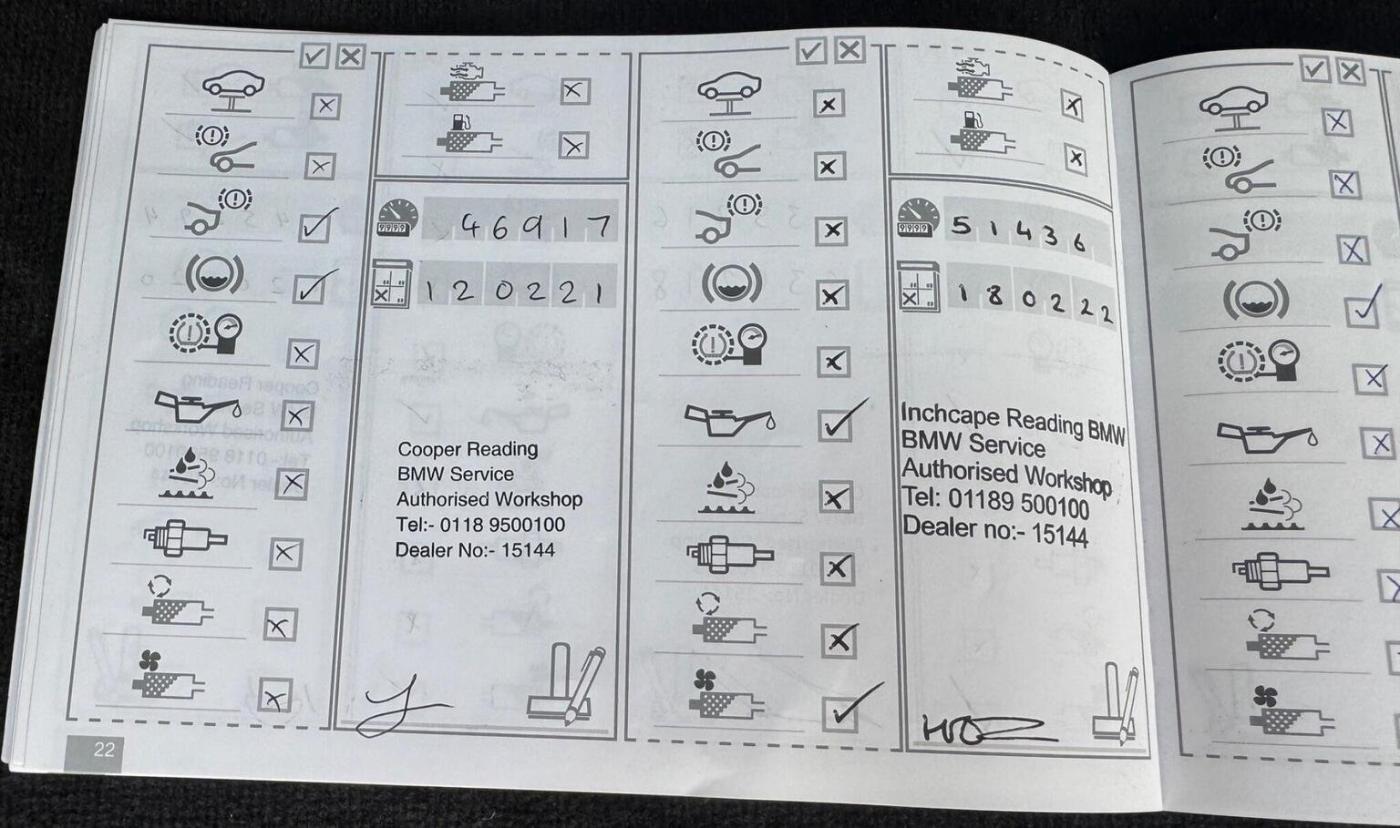 46917
120221
Cooper Reading
BMW Service
Authorised Workshop
Tel:- 0118 9500100
Dealer No:- 15144
51436
180222
Inchcape Reading BMW
BMW Service
Authorised Workshop
Tel: 01189 500100
Dealer no:- 15144
22